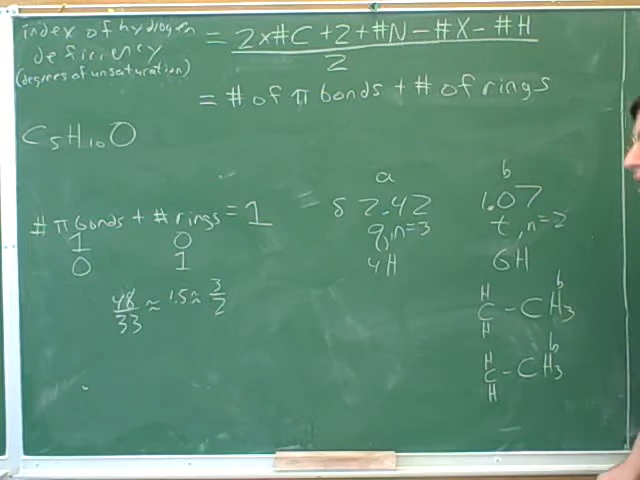 index of hydrogen deficiency (degrees of unsaturation) = 2x#C + 2 + #N - #X - #H / 2
= # of π bonds + # of rings
C5H10O
a b
# π bonds + # rings = 1
δ 2.42 1.07
1 0
q, n=3 t, n=2
0 1
4H 6H
48/33 ≈ 1.5 ≈ 3/2
H
b
C - CH3
H
b
H
C - CH3
H